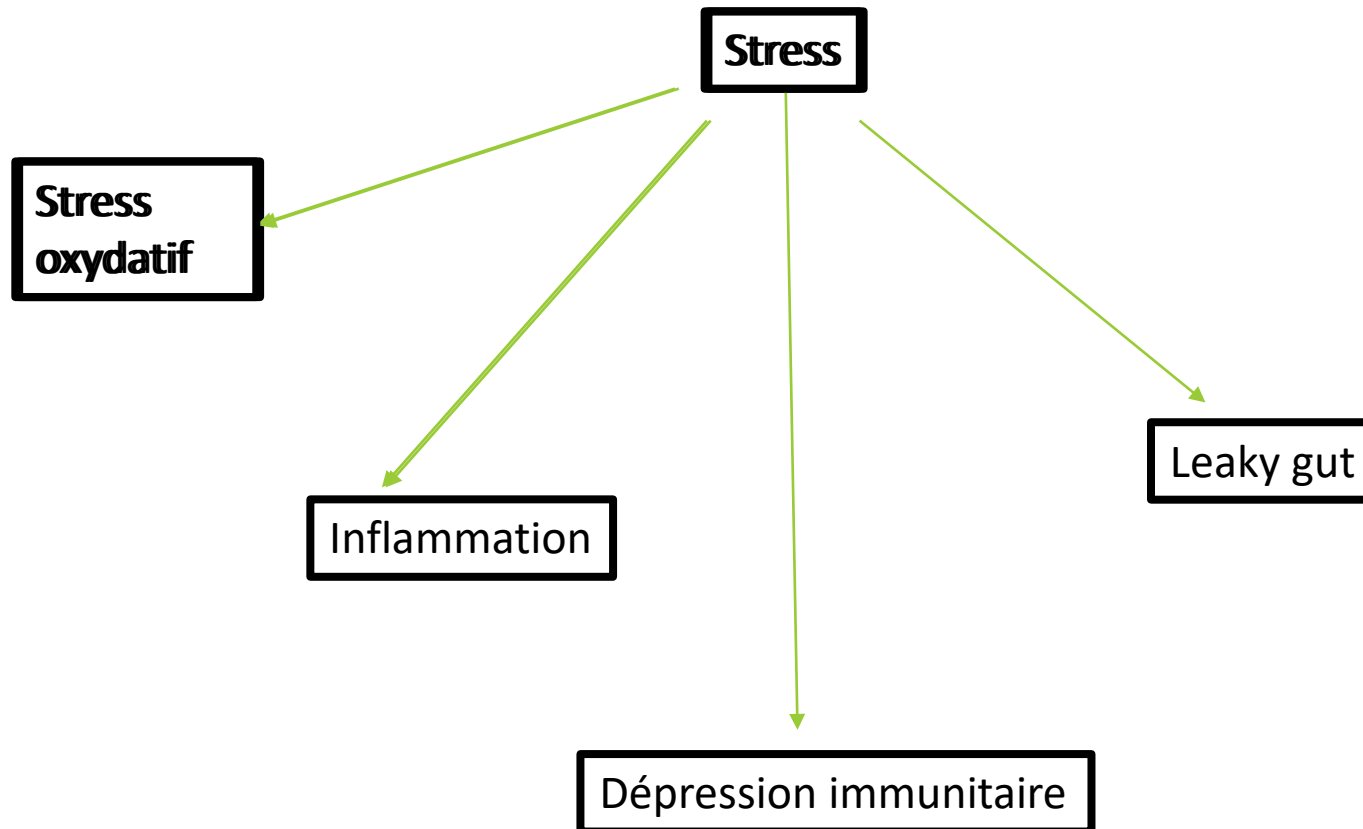 Stress
Stress
oxydatif
Leaky gut
Inflammation
Dépression immunitaire